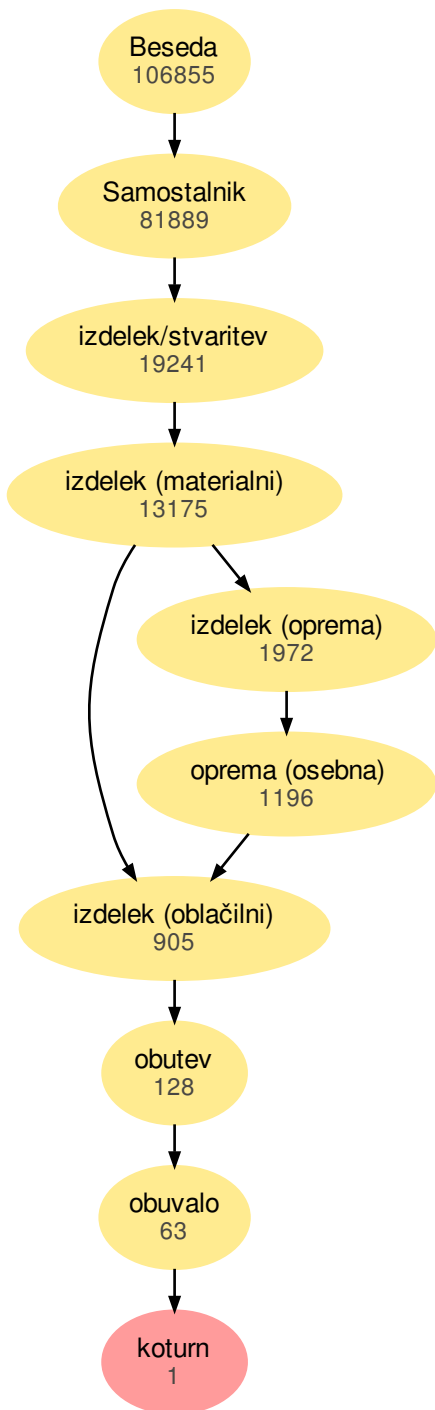 Beseda
106855
Samostalnik
81889
izdelek/stvaritev
19241
izdelek (materialni)
13175
izdelek (oprema)
1972
oprema (osebna)
1196
izdelek (oblačilni)
905
obutev
128
obuvalo
63
koturn
1